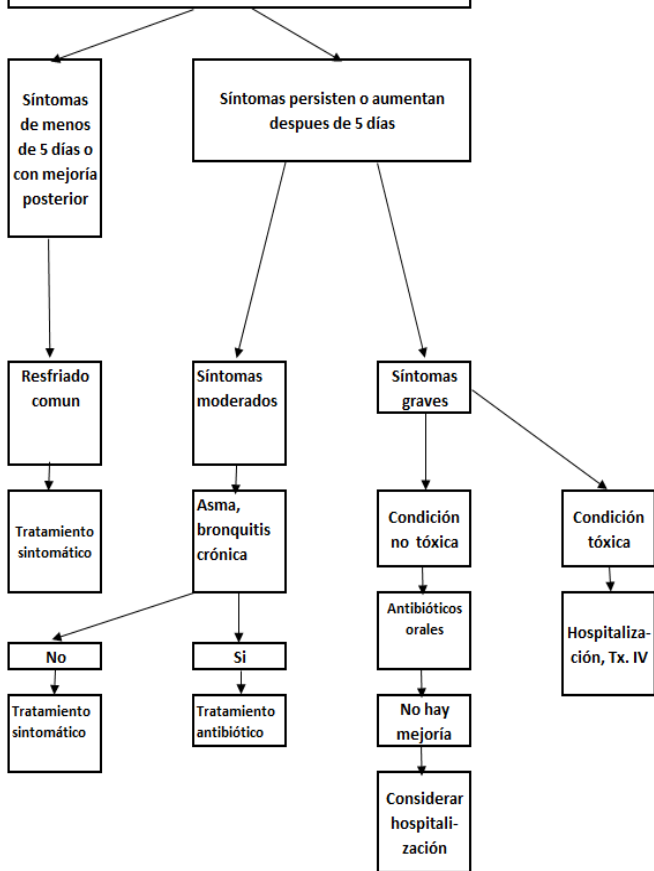 Síntomas
de menos
de 5 días o
con mejoría
posterior
Síntomas persisten o aumentan
despues de 5 días
Resfriado
comun
Síntomas
moderados
Síntomas
graves
Tratamiento
sintomático
Asma,
bronquitis
crónica
Condición
no tóxica
Condición
tóxica
Antibióticos
orales
Hospitaliza-
ción, Tx. IV
No
Si
Tratamiento
sintomático
Tratamiento
antibiótico
No hay
mejoría
Considerar
hospitali-
zación